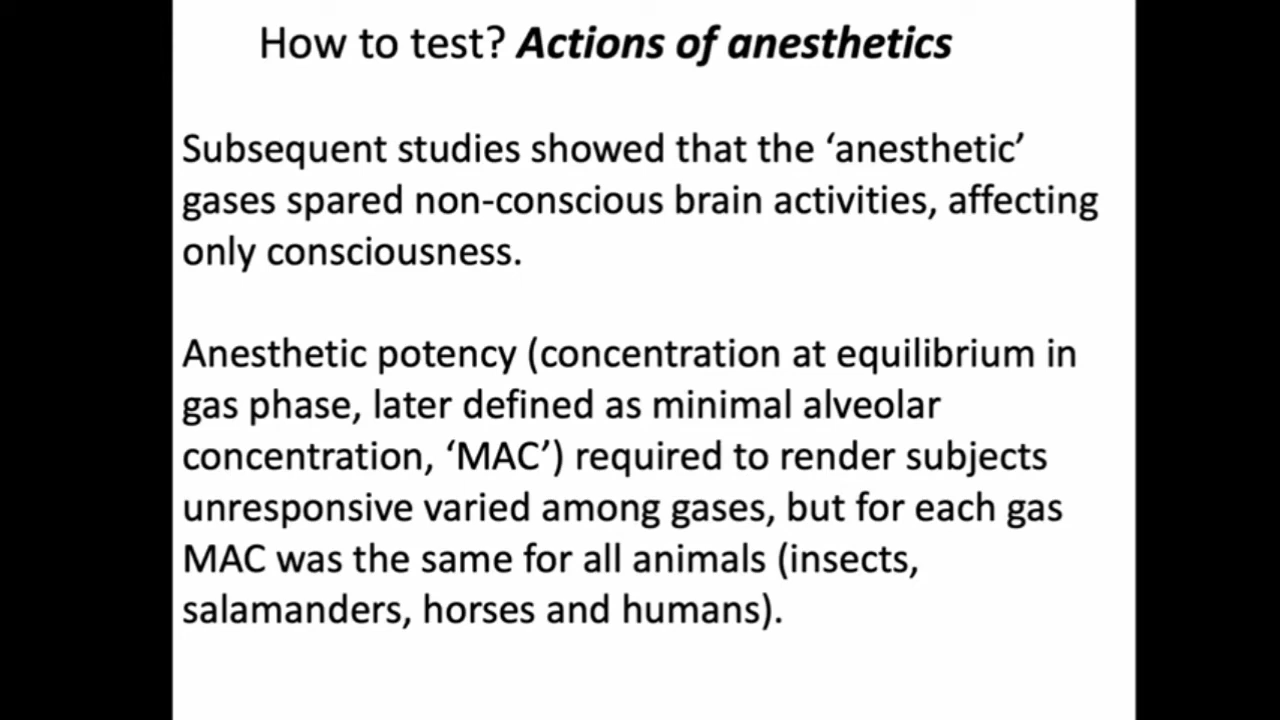 How to test? Actions of anesthetics
Subsequent studies showed that the ‘anesthetic’
gases spared non-conscious brain activities, affecting
only consciousness.
Anesthetic potency (concentration at equilibrium in
gas phase, later defined as minimal alveolar
concentration, ‘MAC’) required to render subjects
unresponsive varied among gases, but for each gas
MAC was the same for all animals (insects,
salamanders, horses and humans).